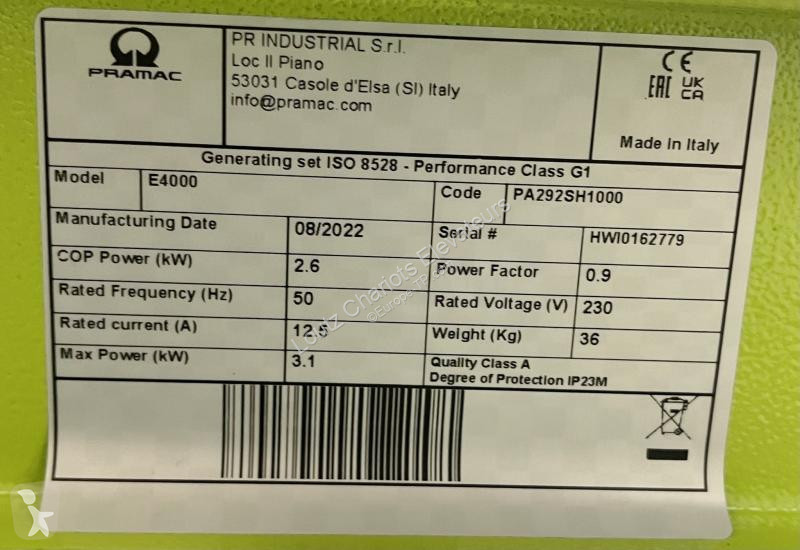 PRAMAC
PR INDUSTRIAL S.r.l.
Loc Il Piano
53031 Casole d'Elsa (SI) Italy
info@pramac.com
CE
EAC UK CA
Made in Italy
Generating set ISO 8528 - Performance Class G1
Model E4000 Code PA292SH1000
Manufacturing Date 08/2022 Serial # HWI0162779
COP Power (kW) 2.6 Power Factor 0.9
Rated Frequency (Hz) 50 Rated Voltage (V) 230
Rated current (A) Weight (Kg) 36
Max Power (kW) 3.1 Quality Class A
Degree of Protection IP23M
Chariots Elevateurs